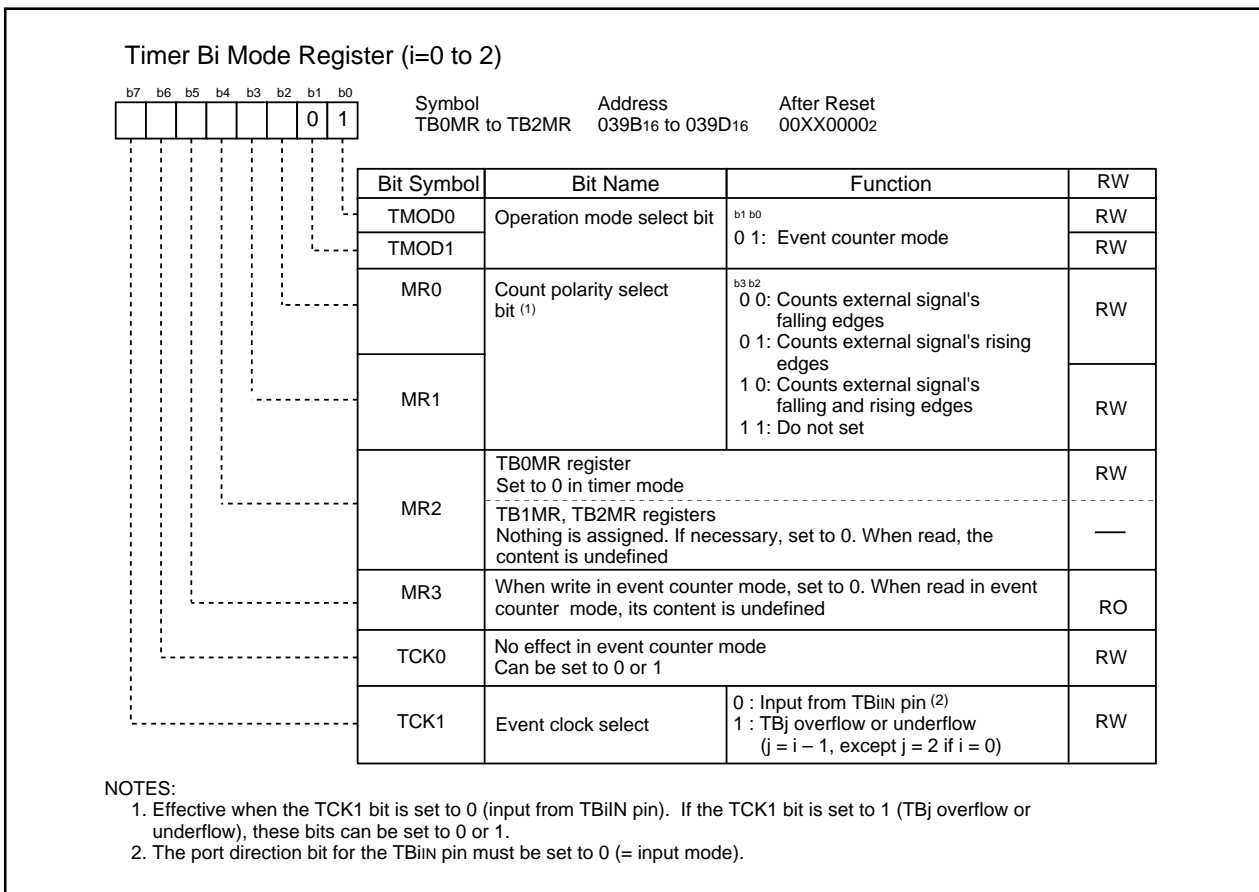 Timer Bi Mode Register (i=0 to 2)
b7 b6 b5 b4 b3 b2 b1 b0
0 1
Symbol Address After Reset
TB0MR to TB2MR 039B16 to 039D16 00XX00002
Bit Symbol Bit Name Function RW
TMOD0 Operation mode select bit b1 b0 RW
0 1: Event counter mode
TMOD1 RW
MR0 Count polarity select
bit (1)
b3 b2
0 0: Counts external signal's
falling edges
RW
0 1: Counts external signal's rising
edges
MR1
1 0: Counts external signal's
falling and rising edges
1 1: Do not set
RW
MR2
TB0MR register
Set to 0 in timer mode
RW
TB1MR, TB2MR registers
Nothing is assigned. If necessary, set to 0. When read, the
content is undefined
—
MR3
When write in event counter mode, set to 0. When read in event
counter mode, its content is undefined
RO
TCK0
No effect in event counter mode
Can be set to 0 or 1
RW
TCK1
Event clock select
0 : Input from TBiIN pin (2)
1 : TBj overflow or underflow
(j = i – 1, except j = 2 if i = 0)
RW
NOTES:
1. Effective when the TCK1 bit is set to 0 (input from TBiIN pin). If the TCK1 bit is set to 1 (TBj overflow or
underflow), these bits can be set to 0 or 1.
2. The port direction bit for the TBiIN pin must be set to 0 (= input mode).